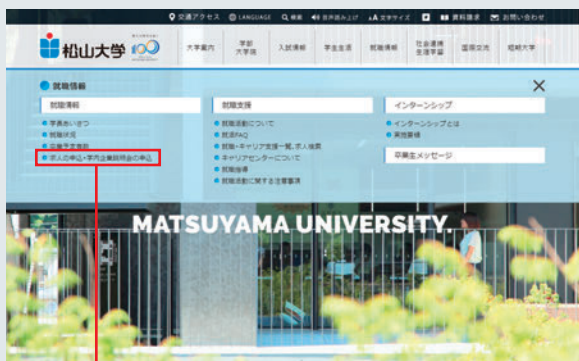 交通アクセス LANGUAGE 検索 音声読み上げ AA 文字サイズ 資料請求 お問い合わせ
松山大学 100
大学案内 学部 大学院 入試情報 学生生活 就職情報 社会連携 生涯学習 国際交流 短期大学
就職情報
就職情報 就職支援 インターンシップ
学長あいさつ 就職活動について インターンシップとは
就職状況 就活FAQ 実施要領
就職・キャリア支援一覧、求人検索
求人の申込・学内企業説明会の申込 キャリアセンターについて 卒業生メッセージ
就職指導
就職活動に関する注意事項
MATSUYAMA UNIVERSITY.